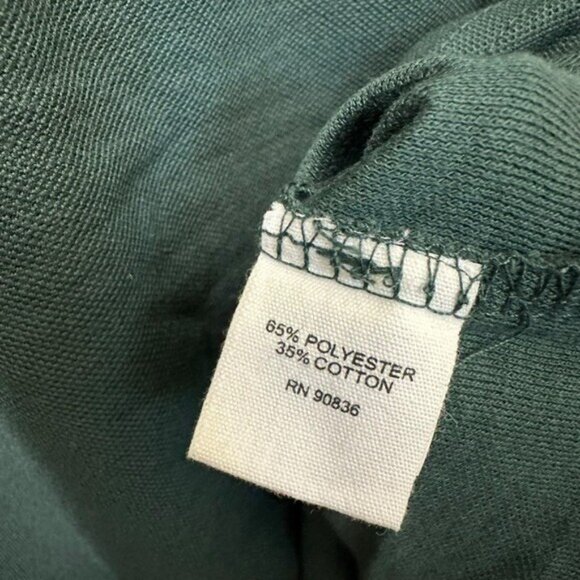 65% POLYESTER
35% COTTON
RN 90836